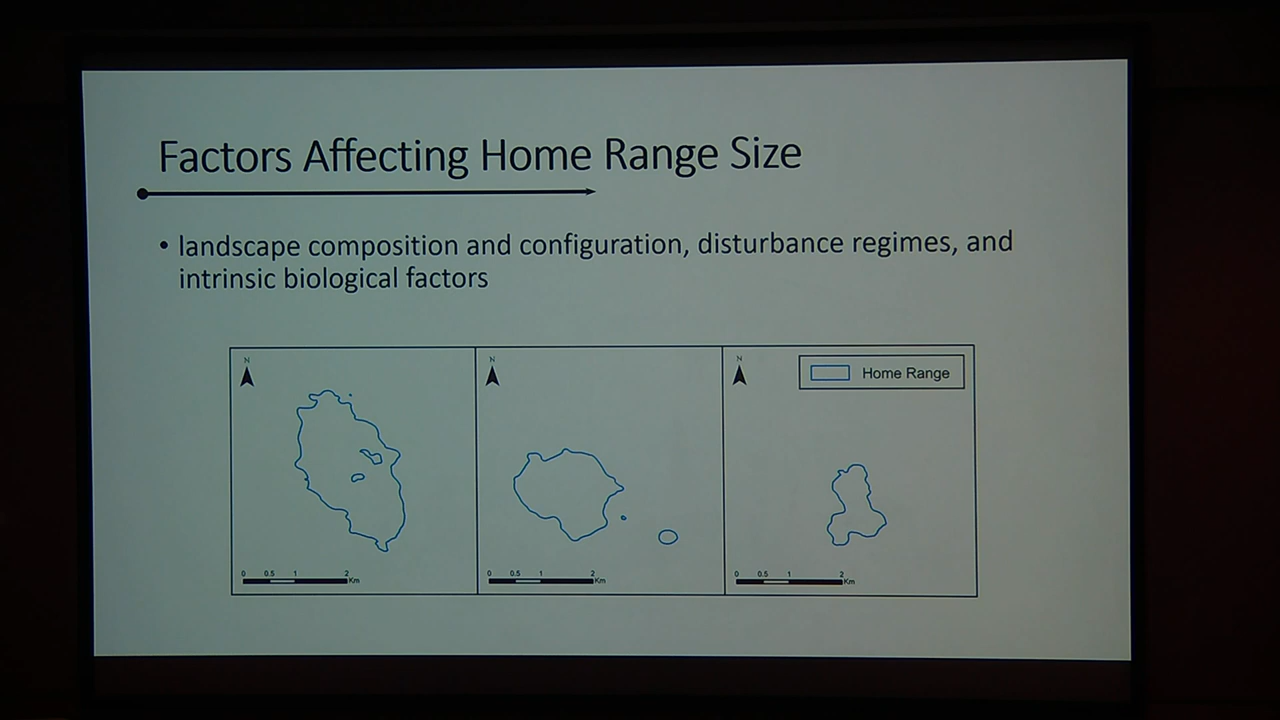 Factors Affecting Home Range Size
• landscape composition and configuration, disturbance regimes, and
intrinsic biological factors
N
N
N
Home Range
0 0.5 1 2
Km
0 0.5 1 2
Km
0 0.5 1 2
Km